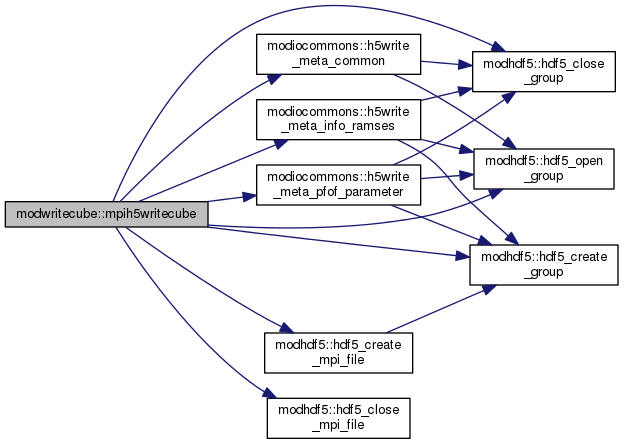 modiocommons::h5write
_meta_common
modhdf5::hdf5_close
_group
modiocommons::h5write
_meta_info_ramses
modhdf5::hdf5_open
_group
modiocommons::h5write
_meta_pfof_parameter
modwritecube::mpih5writecube
modhdf5::hdf5_create
_group
modhdf5::hdf5_create
_mpi_file
modhdf5::hdf5_close
_mpi_file